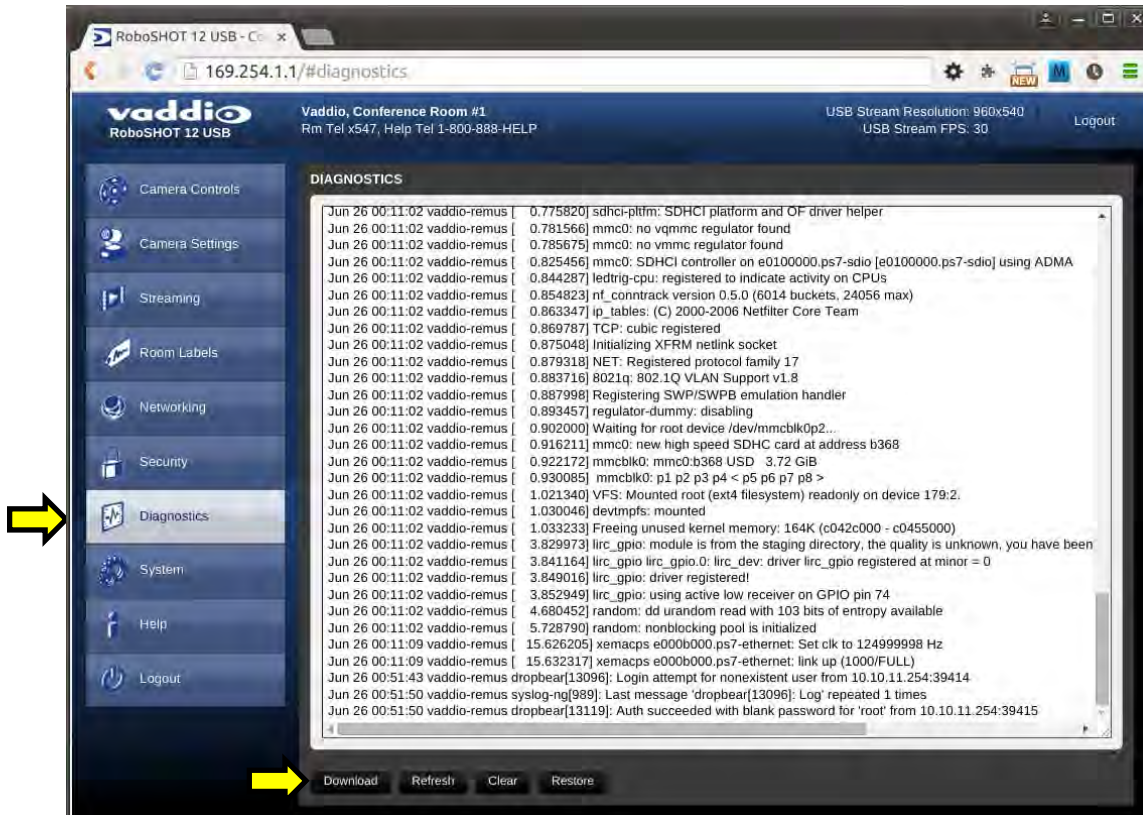 RoboSHOT 12 USB - Co
169.254.1.1/#diagnostics
NEW
M
vaddio
RoboSHOT 12 USB
Vaddio, Conference Room #1
Rm Tel x547, Help Tel 1-800-888-HELP
USB Stream Resolution: 960x540
USB Stream FPS: 30
Logout
Camera Controls
Camera Settings
Streaming
Room Labels
Networking
Security
Diagnostics
System
Help
Logout
DIAGNOSTICS
Jun 26 00:11:02 vaddio-remus [ 0.775820] sdhci-pltfm: SDHCI platform and OF driver helper
Jun 26 00:11:02 vaddio-remus [ 0.781566] mmc0: no vqmmc regulator found
Jun 26 00:11:02 vaddio-remus [ 0.785675] mmc0: no vmmc regulator found
Jun 26 00:11:02 vaddio-remus [ 0.825456] mmc0: SDHCI controller on e0100000.ps7-sdio [e0100000.ps7-sdio] using ADMA
Jun 26 00:11:02 vaddio-remus [ 0.844287] ledtrig-cpu: registered to indicate activity on CPUs
Jun 26 00:11:02 vaddio-remus [ 0.854823] nf_conntrack version 0.5.0 (6014 buckets, 24056 max)
Jun 26 00:11:02 vaddio-remus [ 0.863347] ip_tables: (C) 2000-2006 Netfilter Core Team
Jun 26 00:11:02 vaddio-remus [ 0.869787] TCP: cubic registered
Jun 26 00:11:02 vaddio-remus [ 0.875048] Initializing XFRM netlink socket
Jun 26 00:11:02 vaddio-remus [ 0.879318] NET: Registered protocol family 17
Jun 26 00:11:02 vaddio-remus [ 0.883716] 8021q: 802.1Q VLAN Support v1.8
Jun 26 00:11:02 vaddio-remus [ 0.887998] Registering SWP/SWPB emulation handler
Jun 26 00:11:02 vaddio-remus [ 0.893457] regulator-dummy: disabling
Jun 26 00:11:02 vaddio-remus [ 0.902000] Waiting for root device /dev/mmcblk0p2...
Jun 26 00:11:02 vaddio-remus [ 0.916211] mmc0: new high speed SDHC card at address b368
Jun 26 00:11:02 vaddio-remus [ 0.922172] mmcblk0: mmc0:b368 USD 3.72 GiB
Jun 26 00:11:02 vaddio-remus [ 0.930085] mmcblk0: p1 p2 p3 p4 < p5 p6 p7 p8 >
Jun 26 00:11:02 vaddio-remus [ 1.021340] VFS: Mounted root (ext4 filesystem) readonly on device 179:2.
Jun 26 00:11:02 vaddio-remus [ 1.030046] devtmpfs: mounted
Jun 26 00:11:02 vaddio-remus [ 1.033233] Freeing unused kernel memory: 164K (c042c000 - c0455000)
Jun 26 00:11:02 vaddio-remus [ 3.829973] lirc_gpio: module is from the staging directory, the quality is unknown, you have been
Jun 26 00:11:02 vaddio-remus [ 3.841164] lirc_gpio lirc_gpio.0: lirc_dev: driver lirc_gpio registered at minor = 0
Jun 26 00:11:02 vaddio-remus [ 3.849016] lirc_gpio: driver registered!
Jun 26 00:11:02 vaddio-remus [ 3.852949] lirc_gpio: using active low receiver on GPIO pin 74
Jun 26 00:11:02 vaddio-remus [ 4.680452] random: dd urandom read with 103 bits of entropy available
Jun 26 00:11:02 vaddio-remus [ 5.728790] random: nonblocking pool is initialized
Jun 26 00:11:09 vaddio-remus [ 15.626205] xemacps e000b000.ps7-ethernet: Set clk to 124999998 Hz
Jun 26 00:11:09 vaddio-remus [ 15.632317] xemacps e000b000.ps7-ethernet: link up (1000/FULL)
Jun 26 00:51:43 vaddio-remus dropbear[13096]: Login attempt for nonexistent user from 10.10.11.254:39414
Jun 26 00:51:50 vaddio-remus syslog-ng[989]: Last message 'dropbear[13096]: Log' repeated 1 times
Jun 26 00:51:50 vaddio-remus dropbear[13119]: Auth succeeded with blank password for 'root' from 10.10.11.254:39415
Download
Refresh
Clear
Restore